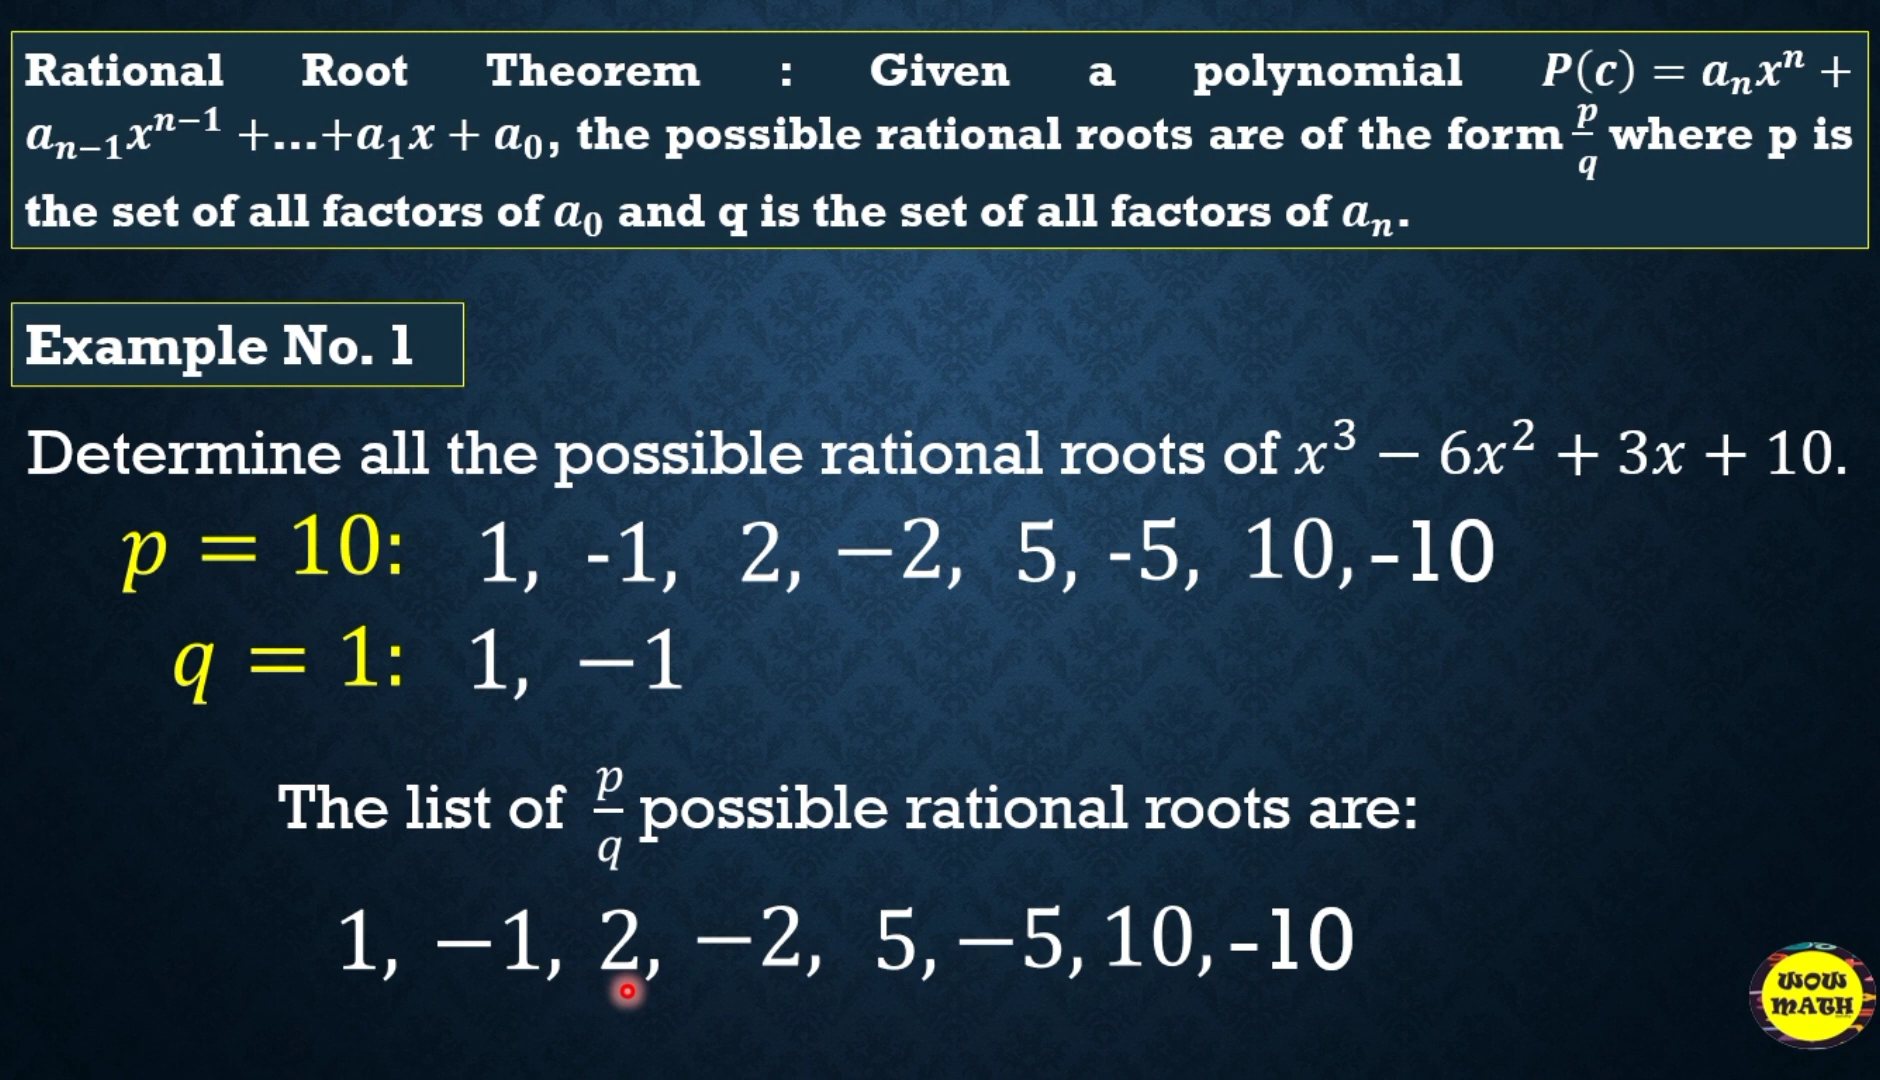 Rational Root Theorem : Given a polynomial P(c) = aₙxⁿ +
aₙ₋₁xⁿ⁻¹ +...+a₁x + a₀, the possible rational roots are of the form p/q where p is
the set of all factors of a₀ and q is the set of all factors of aₙ.
Example No. 1
Determine all the possible rational roots of x³ − 6x² + 3x + 10.
p = 10: 1, -1, 2, −2, 5, -5, 10, -10
q = 1: 1, −1
The list of p/q possible rational roots are:
1, −1, 2, −2, 5, −5, 10, -10
WOW
MATH